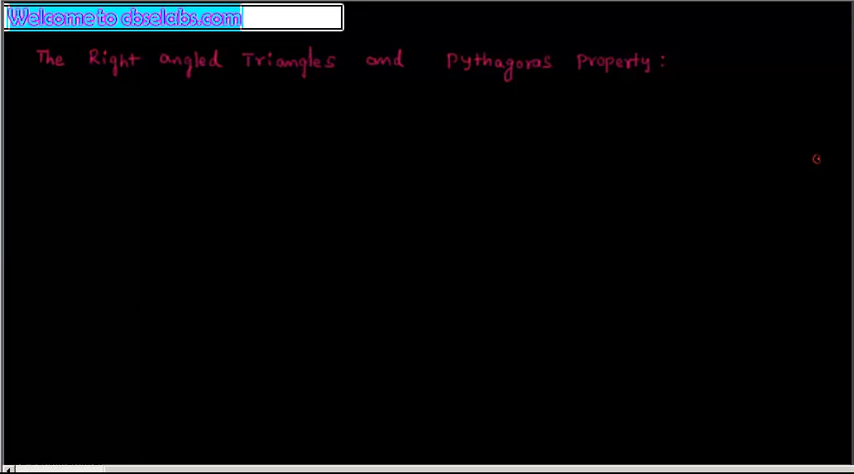 Welcome to cbselabs.com
The Right angled Triangles and Pythagoras Property :